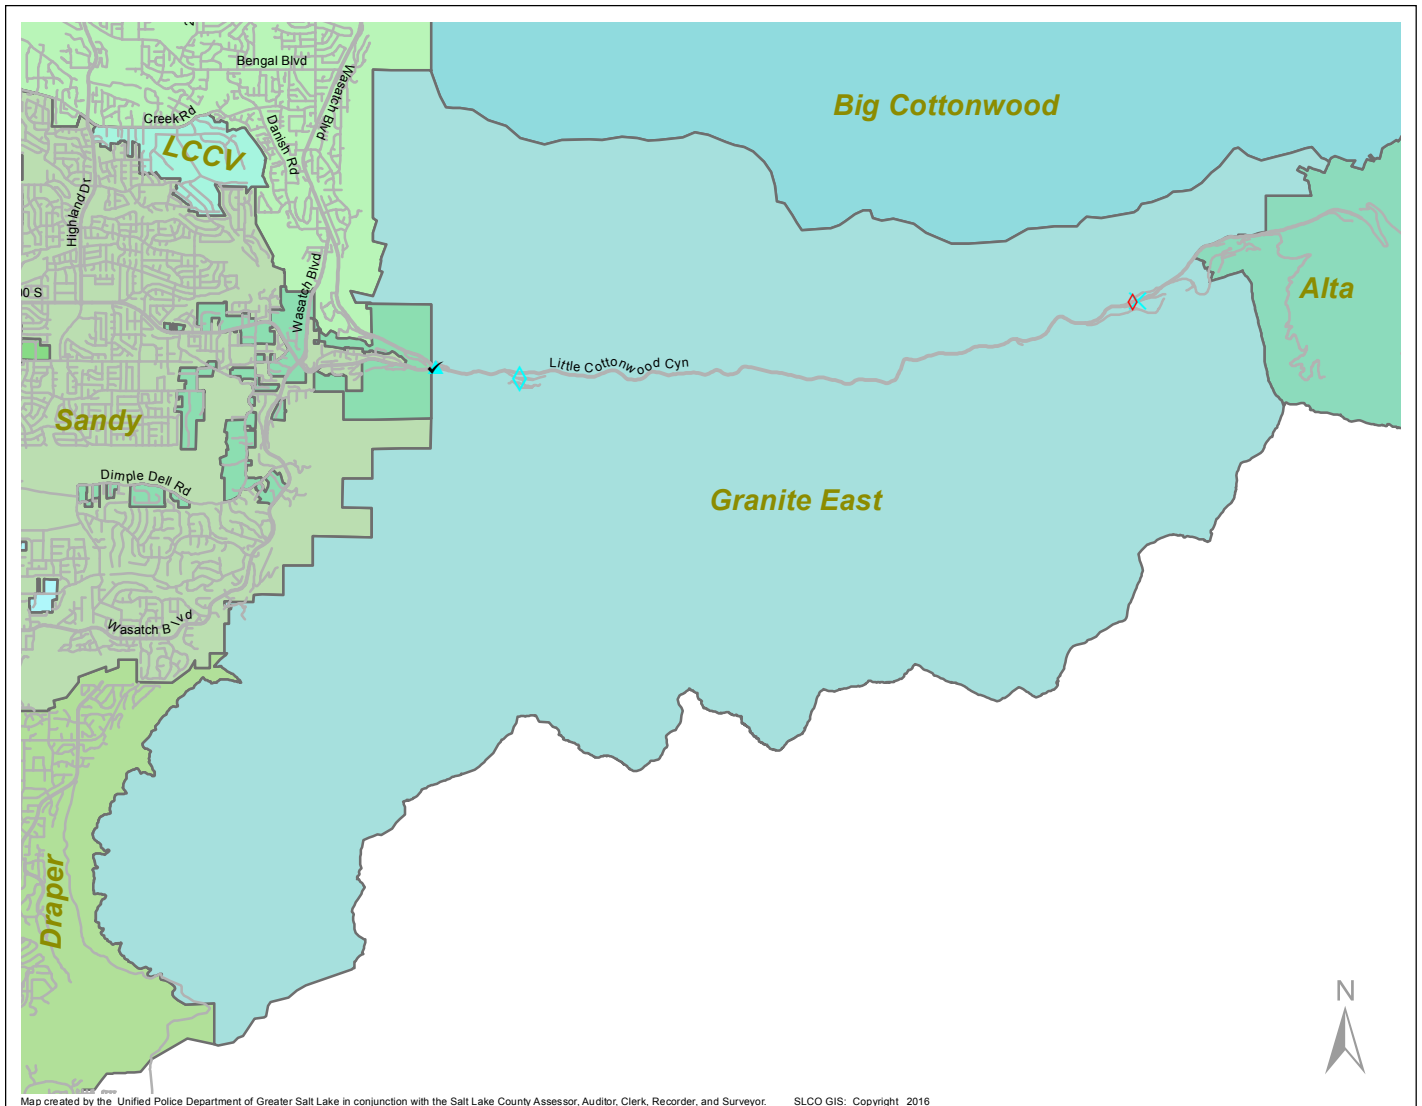 Bengal Blvd
Wasatch Blvd
Big Cottonwood
Creek Rd
Danish Rd
LCCV
Highland Dr
Wasatch Blvd
00 S
Alta
Little Cottonwood Cyn
Sandy
Dimple Dell Rd
Granite East
Wasatch Blvd
Draper
N
Map created by the Unified Police Department of Greater Salt Lake in conjunction with the Salt Lake County Assessor, Auditor, Clerk, Recorder, and Surveyor. SLCO GIS: Copyright 2016